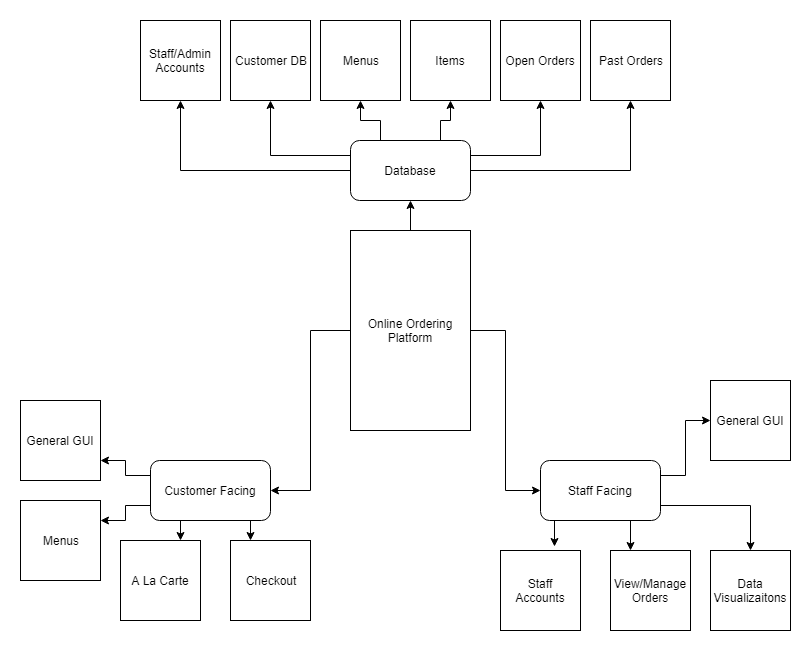 Staff/Admin
Accounts
Customer DB
Menus
Items
Open Orders
Past Orders
Database
Online Ordering
Platform
General GUI
Customer Facing
Menus
A La Carte
Checkout
General GUI
Staff Facing
Staff
Accounts
View/Manage
Orders
Data
Visualizaitons